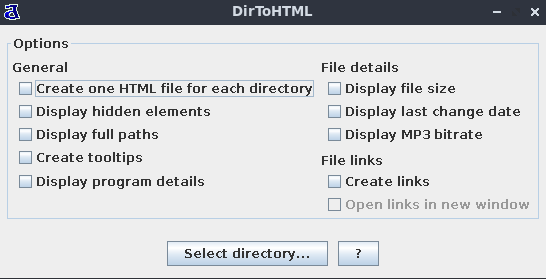 DirToHTML
Options
General
Create one HTML file for each directory
Display hidden elements
Display full paths
Create tooltips
Display program details
File details
Display file size
Display last change date
Display MP3 bitrate
File links
Create links
Open links in new window
Select directory...
?